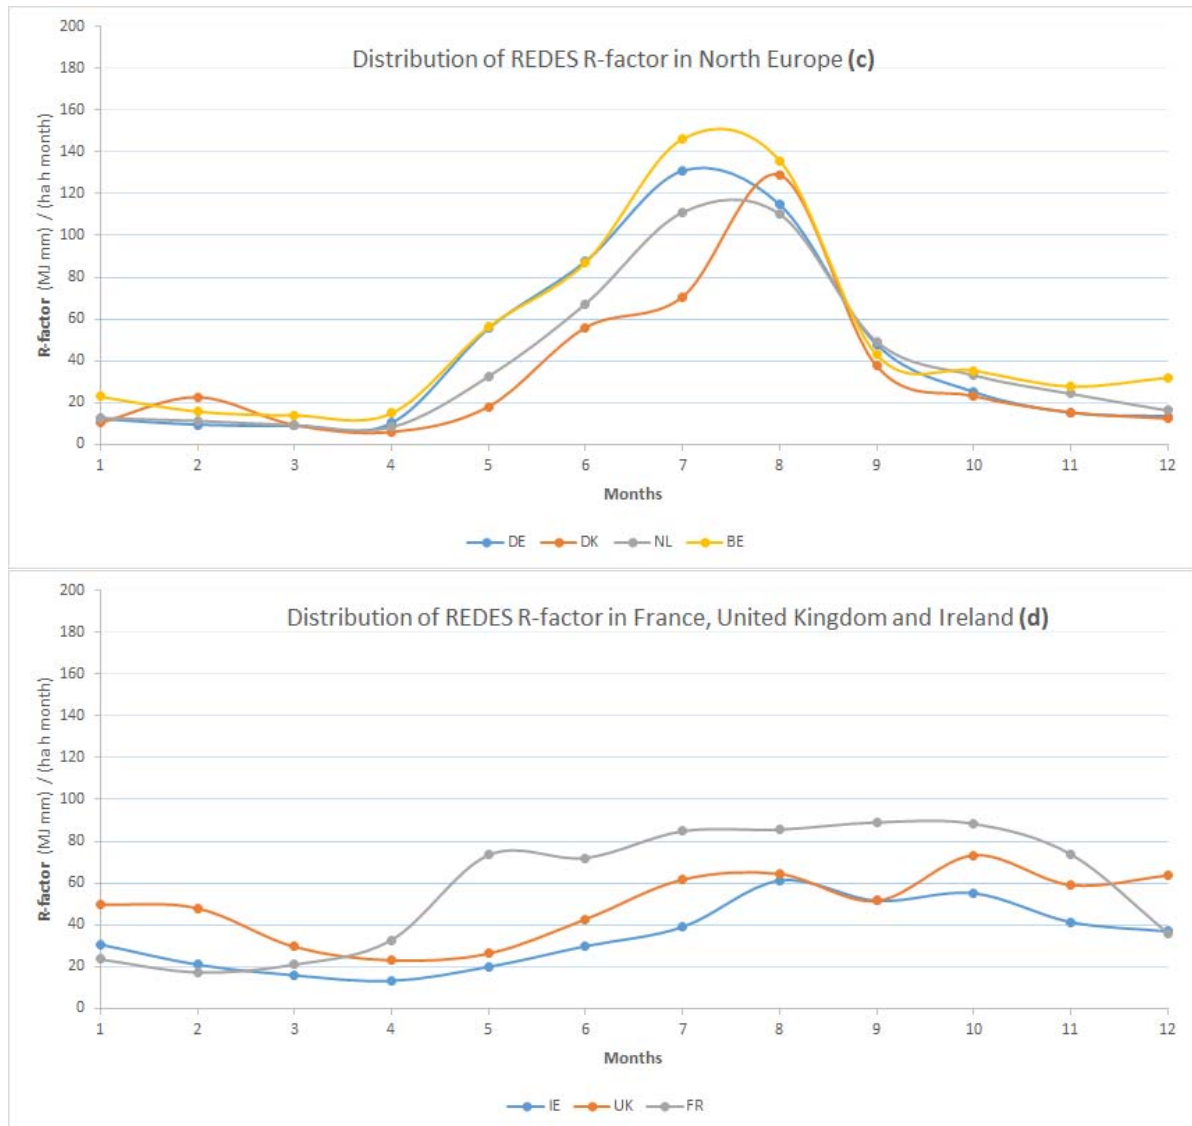 Distribution of REDES R-factor in North Europe (c)
R-factor (MJ mm) / (ha h month)
200
180
160
140
120
100
80
60
40
20
0
1 2 3 4 5 6 7 8 9 10 11 12
Months
DE DK NL BE
Distribution of REDES R-factor in France, United Kingdom and Ireland (d)
R-factor (MJ mm) / (ha h month)
200
180
160
140
120
100
80
60
40
20
0
1 2 3 4 5 6 7 8 9 10 11 12
Months
IE UK FR